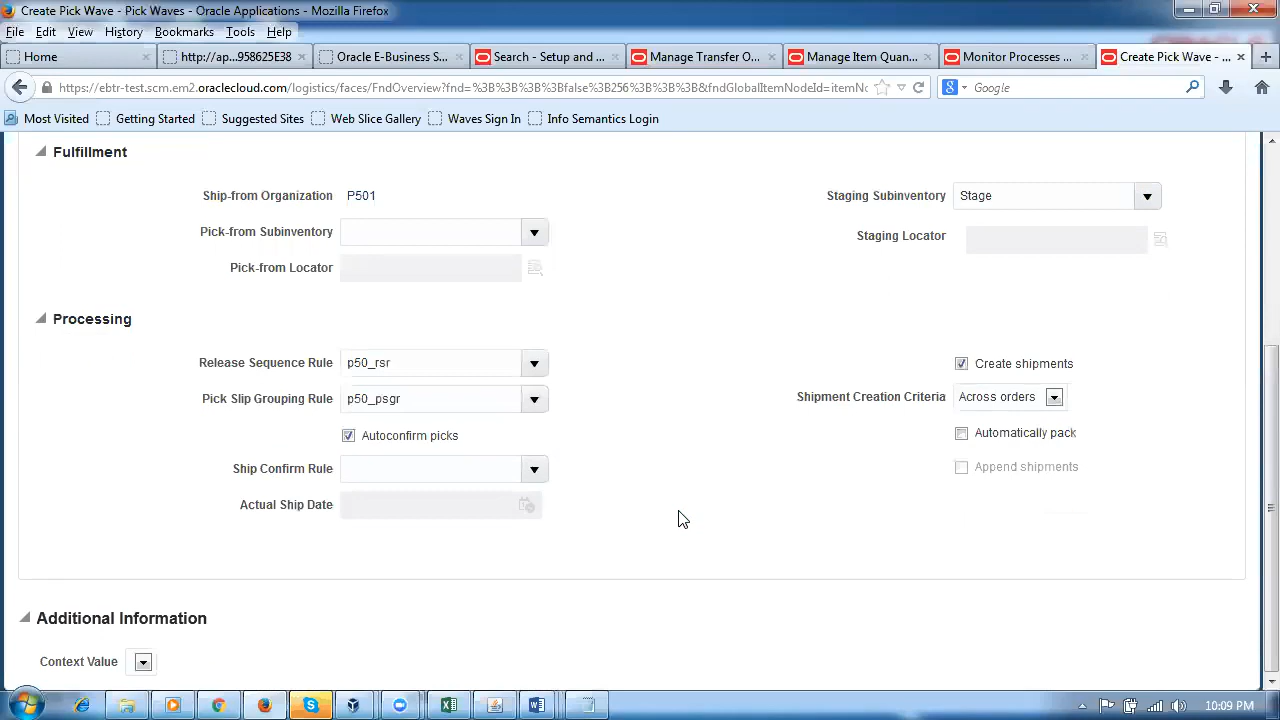 Create Pick Wave - Pick Waves - Oracle Applications - Mozilla Firefox
File Edit View History Bookmarks Tools Help
Home
http://ap...958625E38
Oracle E-Business S...
Search - Setup and ...
Manage Transfer O...
Manage Item Quan...
Monitor Processes ...
Create Pick Wave - ...
https://ebtr-test.scm.em2.oraclecloud.com/logistics/faces/FndOverview?fnd=%3B%3B%3Bfalse%3B256%3B%3B&fndGlobalItemNodeId=itemNo
Google
Most Visited Getting Started Suggested Sites Web Slice Gallery Waves Sign In Info Semantics Login
Fulfillment
Ship-from Organization P501
Staging Subinventory Stage
Pick-from Subinventory
Staging Locator
Pick-from Locator
Processing
Release Sequence Rule p50_rsr
Create shipments
Pick Slip Grouping Rule p50_psgr
Shipment Creation Criteria Across orders
Autoconfirm picks
Automatically pack
Ship Confirm Rule
Append shipments
Actual Ship Date
Additional Information
Context Value
10:09 PM